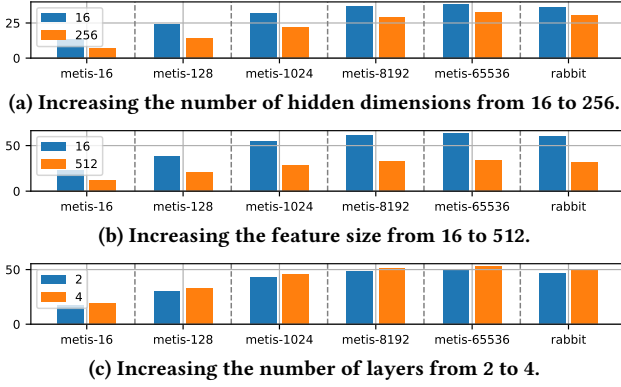 25
0
16
256
metis-16 metis-128 metis-1024 metis-8192 metis-65536 rabbit
(a) Increasing the number of hidden dimensions from 16 to 256.
50
0
16
512
metis-16 metis-128 metis-1024 metis-8192 metis-65536 rabbit
(b) Increasing the feature size from 16 to 512.
50
0
2
4
metis-16 metis-128 metis-1024 metis-8192 metis-65536 rabbit
(c) Increasing the number of layers from 2 to 4.